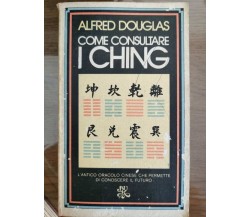 ALFRED DOUGLAS
COME CONSULTARE
I CHING
坤坎乾離
艮兌震巽
L'ANTICO ORACOLO CINESE CHE PERMETTE
DI CONOSCERE IL FUTURO